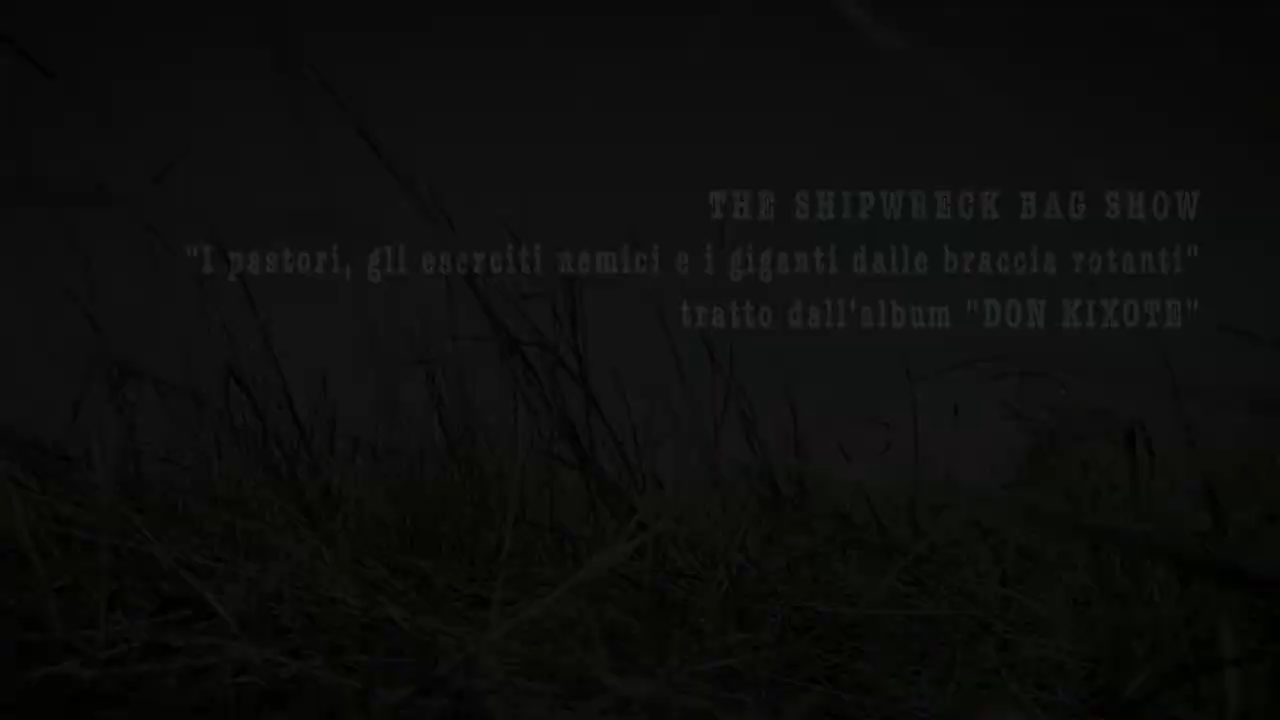 THE SHIPWRECK BAG SHOW
"I pastori, gli eserciti nemici e i giganti dalle braccia rotanti"
tratto dall'album "DON KIXOTE"